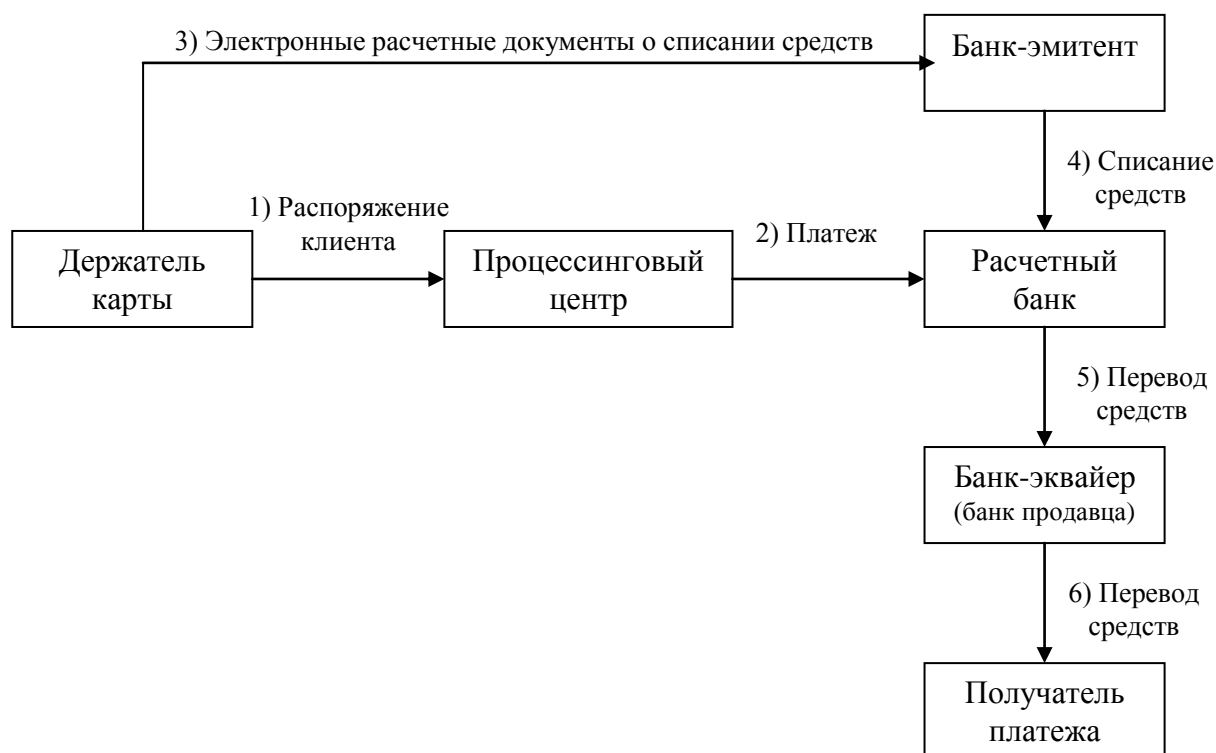 3) Электронные расчетные документы о списании средств
Банк-эмитент
4) Списание
средств
1) Распоряжение
клиента
2) Платеж
Держатель
карты
Процессинговый
центр
Расчетный
банк
5) Перевод
средств
Банк-эквайер
(банк продавца)
6) Перевод
средств
Получатель
платежа